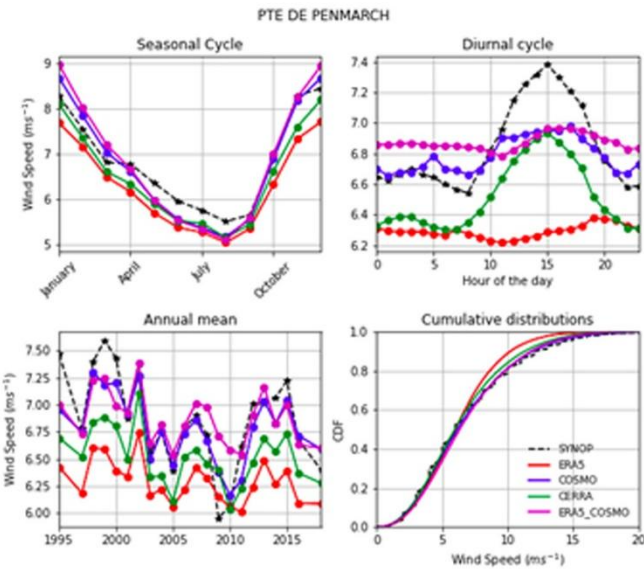 PTE DE PENMARCH
Seasonal Cycle
Wind Speed (ms⁻¹)
9
8
7
6
5
January
April
July
October
Diurnal cycle
7.4
7.2
7.0
6.8
6.6
6.4
6.2
0
5
10
15
20
Hour of the day
Annual mean
Wind Speed (ms⁻¹)
7.50
7.25
7.00
6.75
6.50
6.25
6.00
1995
2000
2005
2010
2015
Cumulative distributions
CDF
1.0
0.8
0.6
0.4
0.2
0.0
SYNOP
ERA5
COSMO
CERRA
ERA5_COSMO
0
5
10
15
20
Wind Speed (ms⁻¹)